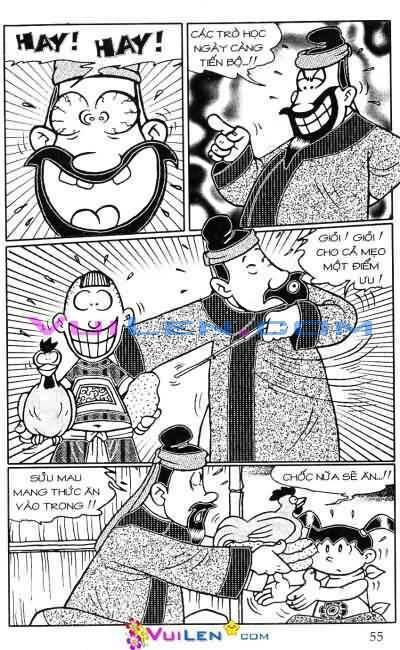 HAY! HAY!
CÁC TRÒ HỌC
NGÀY CÀNG
TIẾN BỘ..!!
GIỎI! GIỎI!
CHO CẢ MẸO
MỘT ĐIỂM
ƯU!
VUILEN.COM
SỬU MAU
MANG THỨC ĂN
VÀO TRONG!!
CHỐC NỮA SẼ ĂN..!!
55
VUILEN.COM